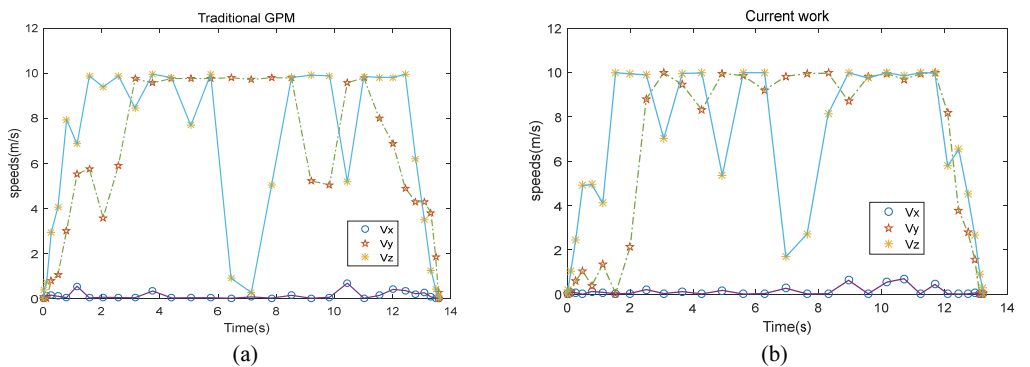 Traditional GPM
12
10
8
6
4
2
0
speeds(m/s)
0 2 4 6 8 10 12 14
Time(s)
Vx
Vy
Vz
(a)
Current work
12
10
8
6
4
2
0
speeds(m/s)
0 2 4 6 8 10 12 14
Time(s)
Vx
Vy
Vz
(b)